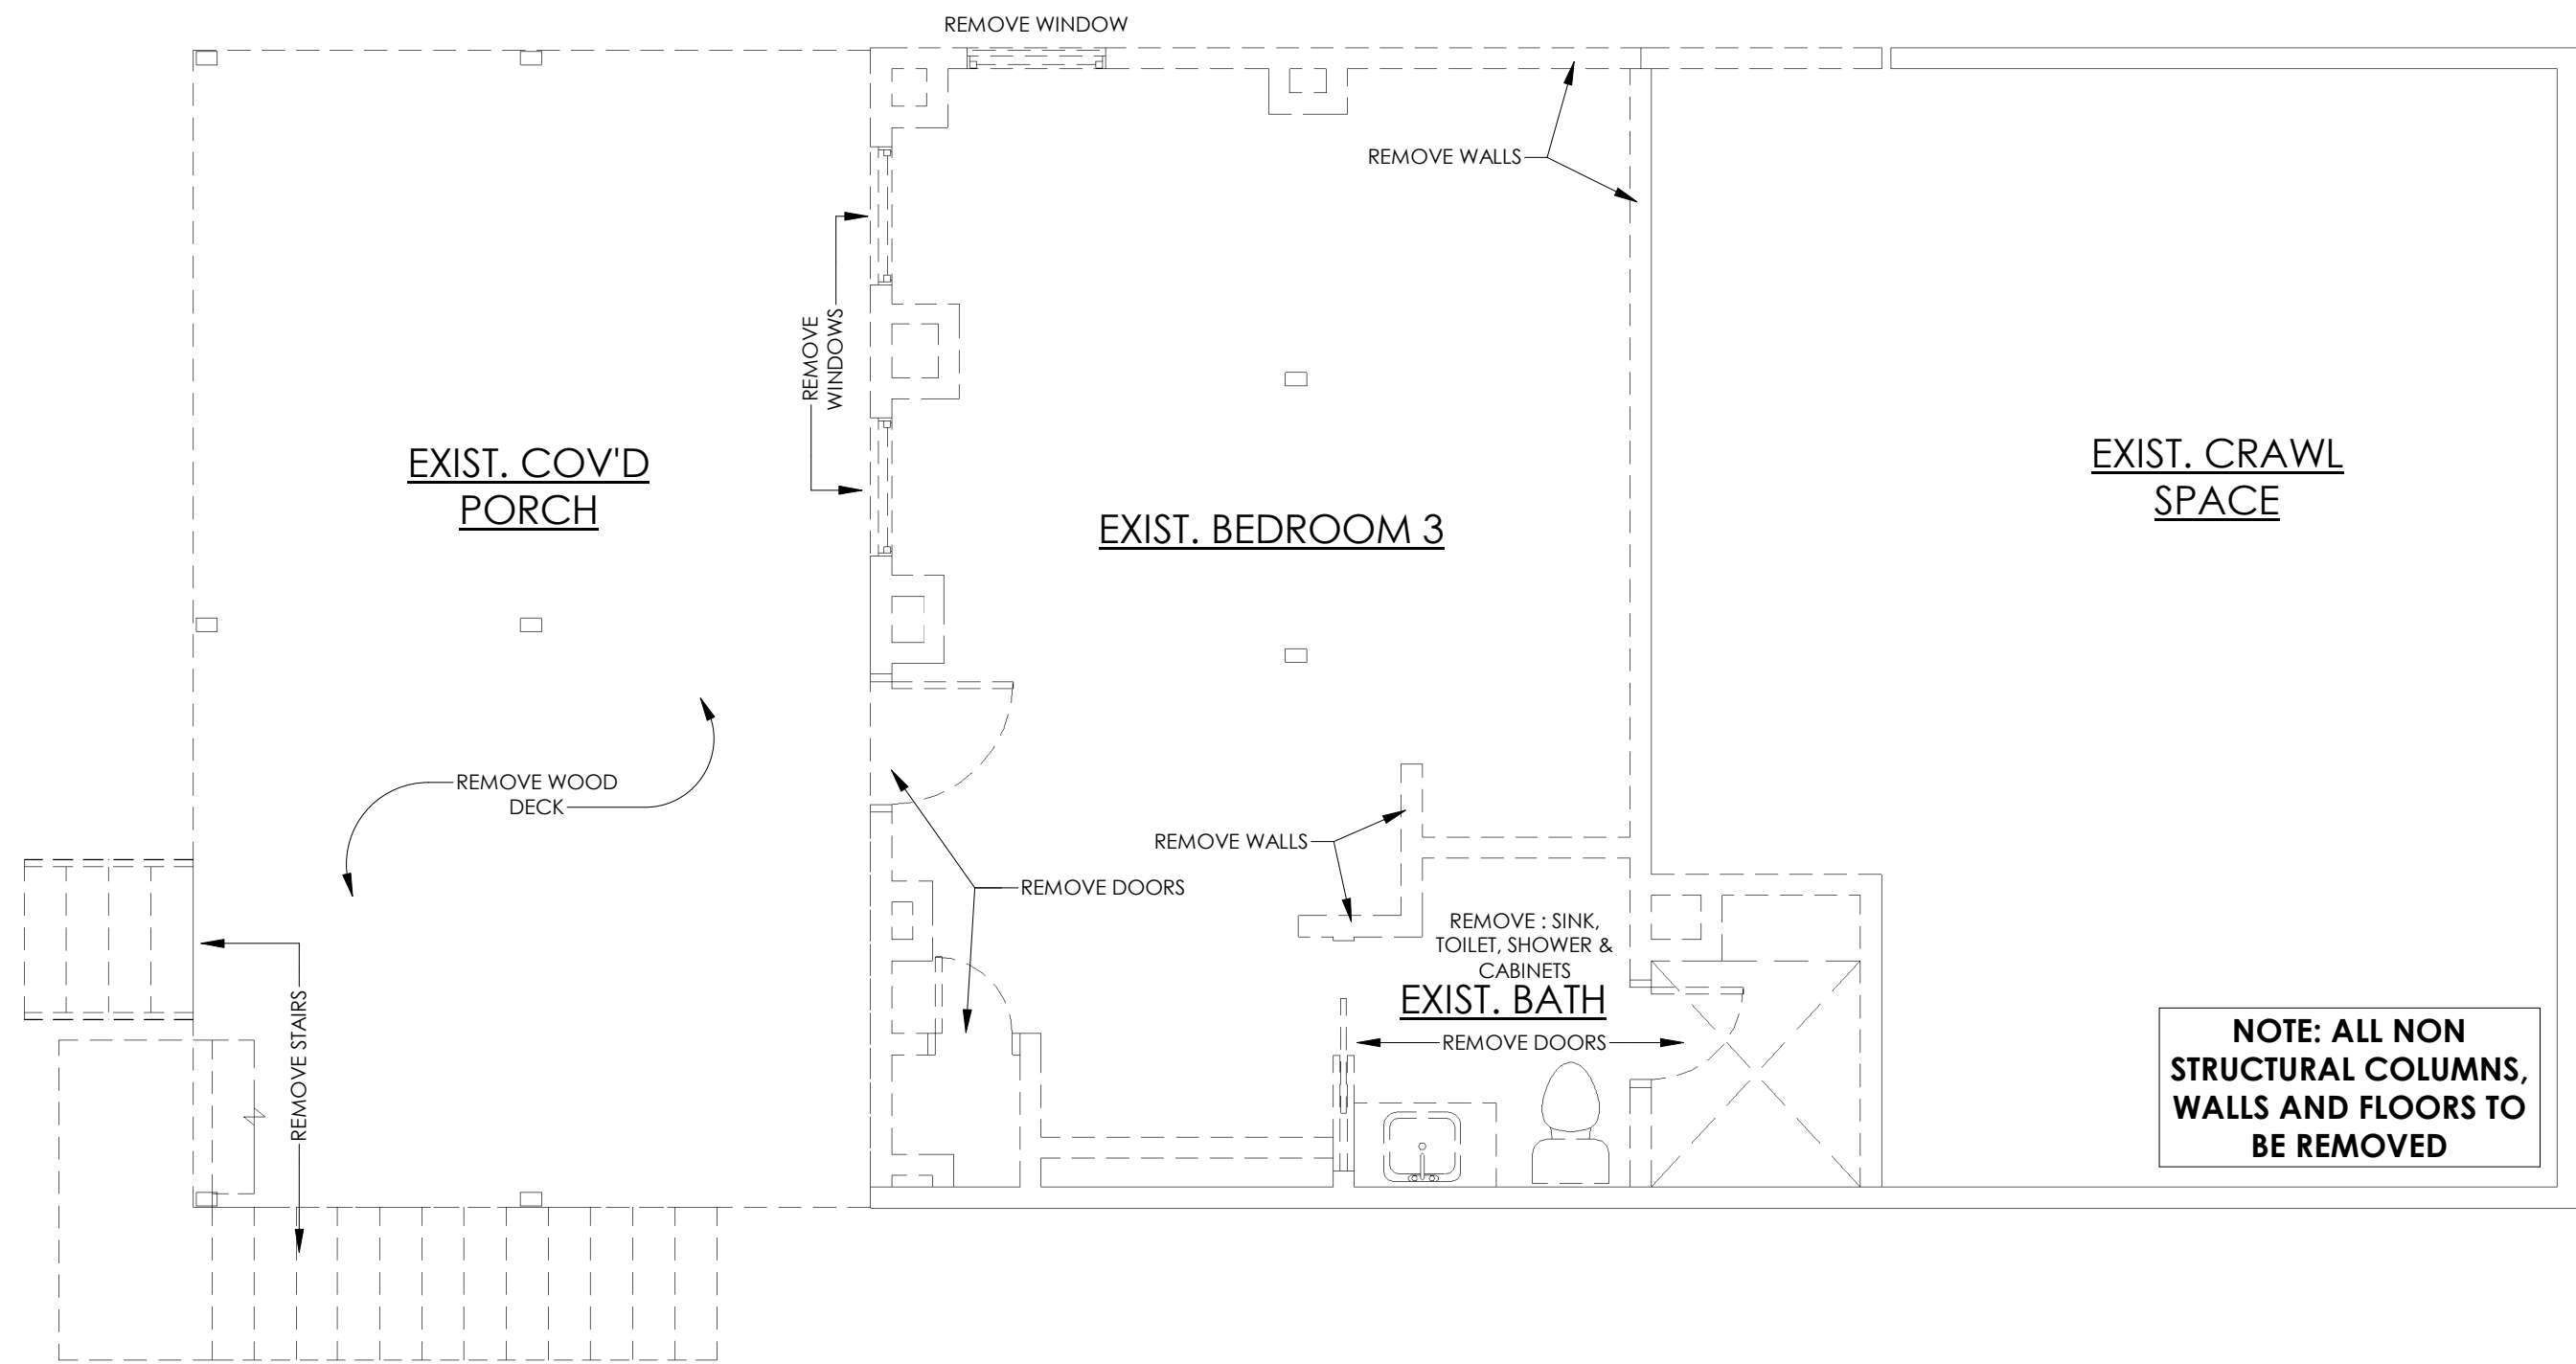 REMOVE WINDOW
REMOVE WALLS
REMOVE
WINDOWS
EXIST. COV'D
PORCH
EXIST. BEDROOM 3
EXIST. CRAWL
SPACE
REMOVE WOOD
DECK
REMOVE WALLS
REMOVE DOORS
REMOVE : SINK,
TOILET, SHOWER &
CABINETS
EXIST. BATH
REMOVE DOORS
REMOVE STAIRS
NOTE: ALL NON
STRUCTURAL COLUMNS,
WALLS AND FLOORS TO
BE REMOVED